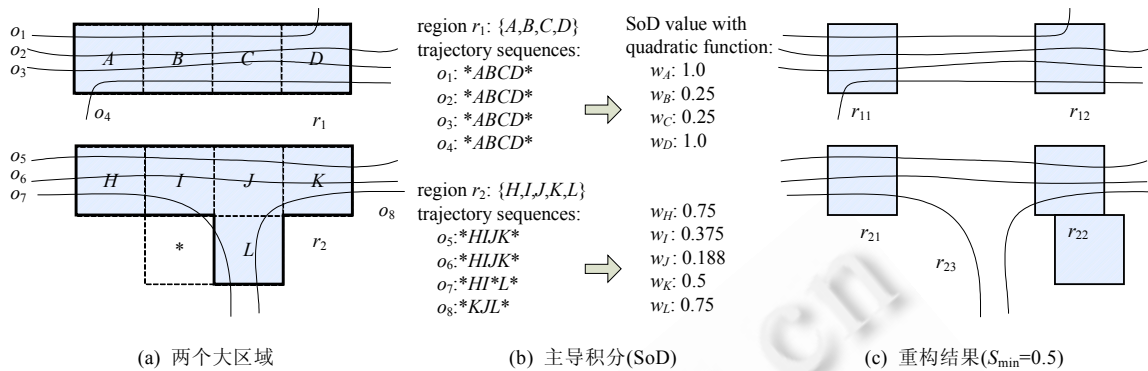 o1
o2
o3
A
B
C
D
o4
r1
o5
o6
o7
H
I
J
K
o8
*
L
r2
(a) 两个大区域
region r1: {A,B,C,D}
trajectory sequences:
o1: *ABCD*
o2: *ABCD*
o3: *ABCD*
o4: *ABCD*
region r2: {H,I,J,K,L}
trajectory sequences:
o5:*HIJK*
o6:*HIJK*
o7:*HI*L*
o8:*KJL*
SoD value with
quadratic function:
wA: 1.0
wB: 0.25
wC: 0.25
wD: 1.0
wH: 0.75
wI: 0.375
wJ: 0.188
wK: 0.5
wL: 0.75
(b) 主导积分(SoD)
r11
r12
r21
r22
r23
(c) 重构结果(Smin=0.5)
cn